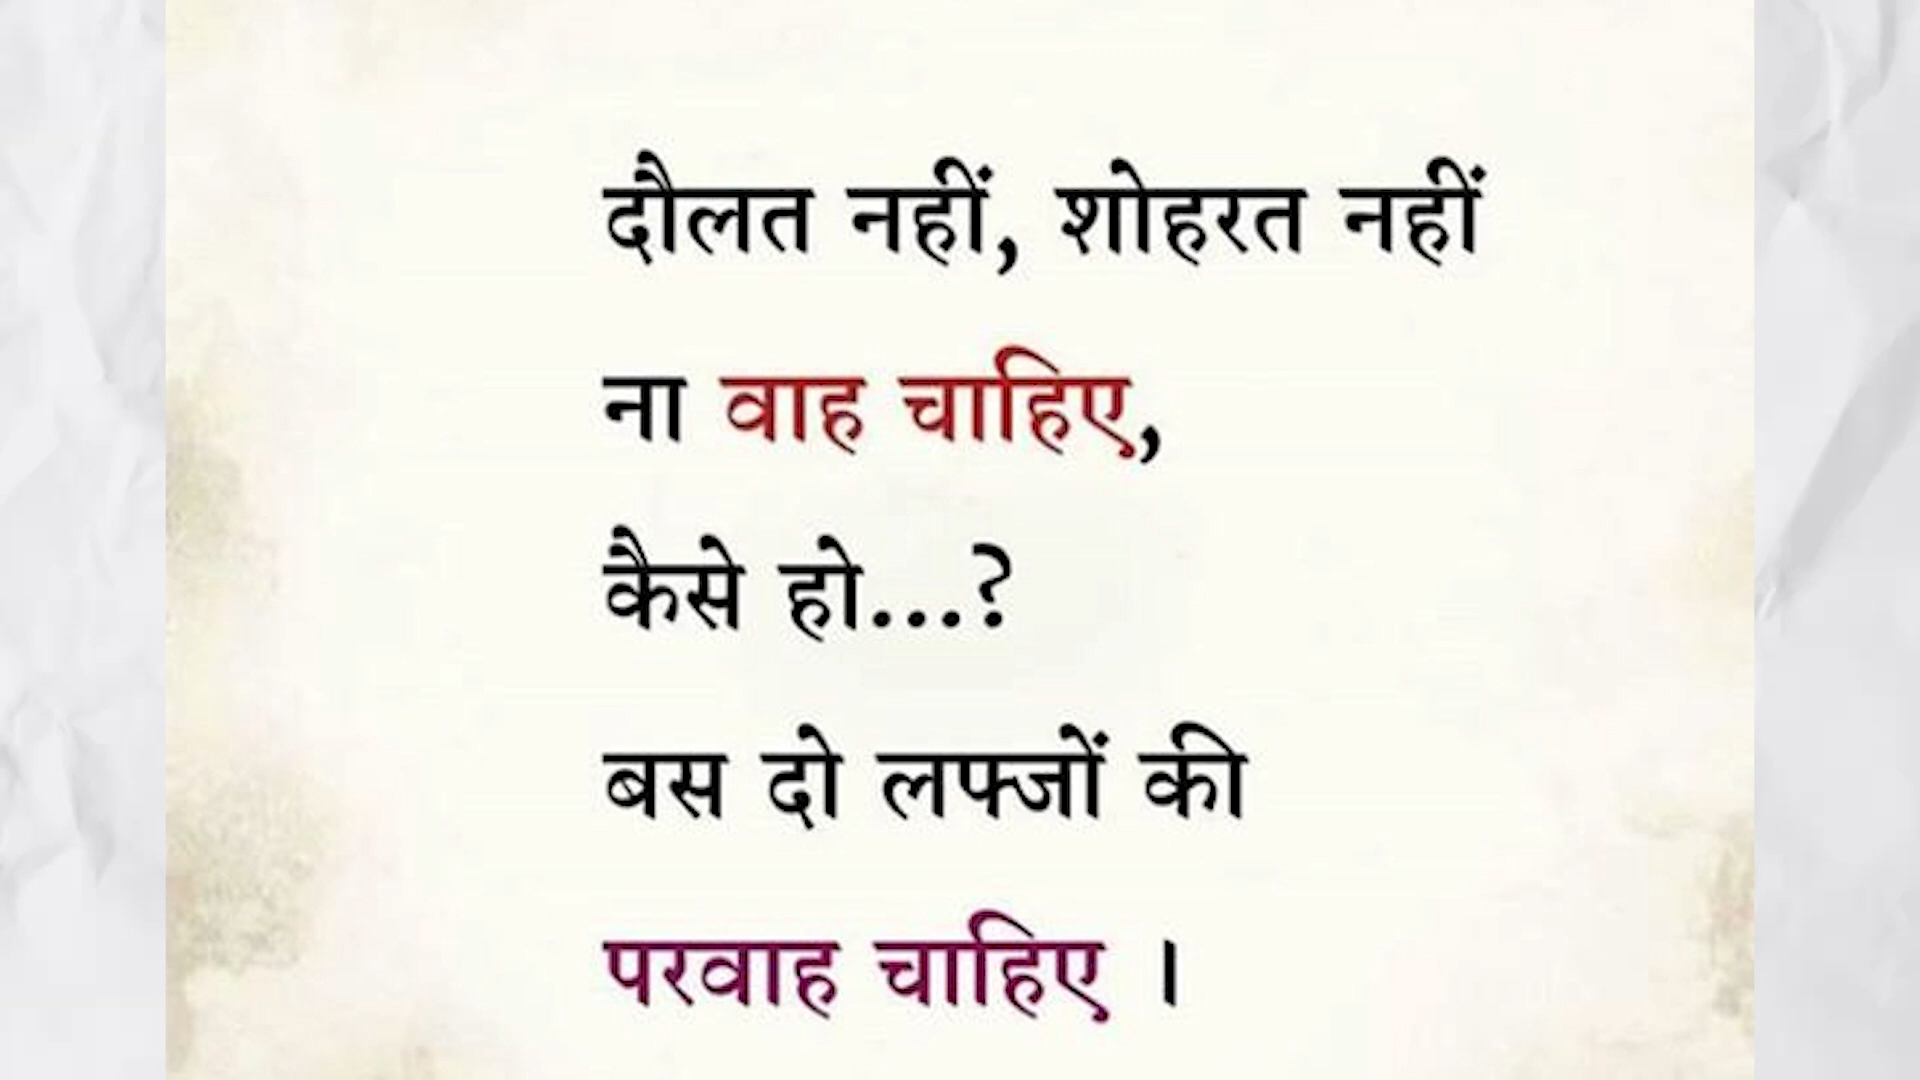 दौलत नहीं, शोहरत नहीं
ना वाह चाहिए,
कैसे हो...?
बस दो लफ्जों की
परवाह चाहिए ।